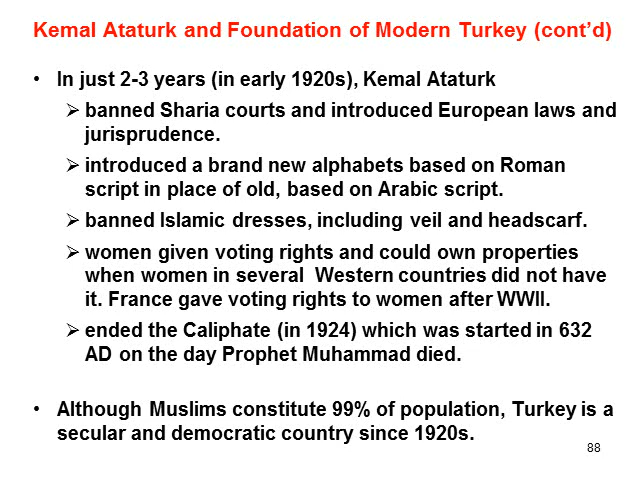 Kemal Ataturk and Foundation of Modern Turkey (cont’d)
• In just 2-3 years (in early 1920s), Kemal Ataturk
➢ banned Sharia courts and introduced European laws and
jurisprudence.
➢ introduced a brand new alphabets based on Roman
script in place of old, based on Arabic script.
➢ banned Islamic dresses, including veil and headscarf.
➢ women given voting rights and could own properties
when women in several  Western countries did not have
it. France gave voting rights to women after WWII.
➢ ended the Caliphate (in 1924) which was started in 632
AD on the day Prophet Muhammad died.
• Although Muslims constitute 99% of population, Turkey is a
secular and democratic country since 1920s.
88